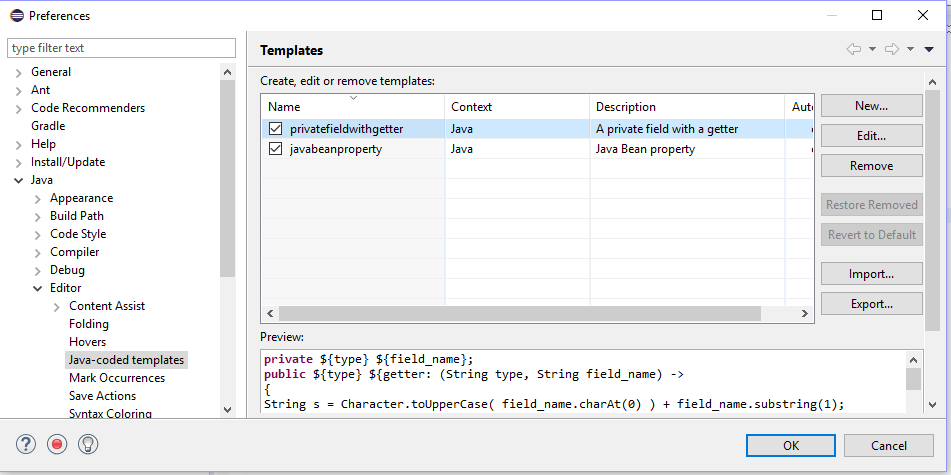 Preferences
type filter text
General
Ant
Code Recommenders
Gradle
Help
Install/Update
Java
Appearance
Build Path
Code Style
Compiler
Debug
Editor
Content Assist
Folding
Hovers
Java-coded templates
Mark Occurrences
Save Actions
Syntax Coloring
Templates
Create, edit or remove templates:
Name Context Description Auto
privatefieldwithgetter Java A private field with a getter
javabeanproperty Java Java Bean property
New...
Edit...
Remove
Restore Removed
Revert to Default
Import...
Export...
Preview:
private ${type} ${field_name};
public ${type} ${getter: (String type, String field_name) ->
{
String s = Character.toUpperCase( field_name.charAt(0) ) + field_name.substring(1);
OK Cancel